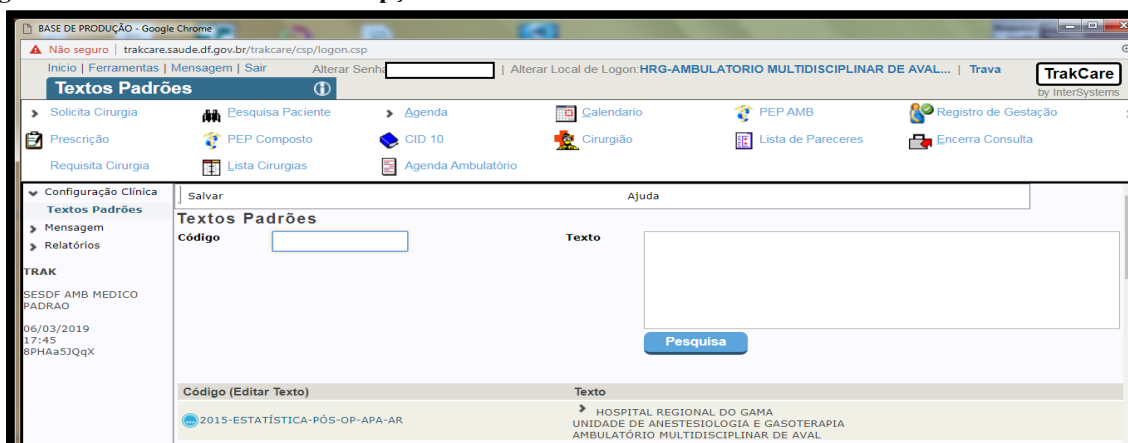 BASE DE PRODUÇÃO - Google Chrome
Não seguro | trakcare.saude.df.gov.br/trakcare/csp/logon.csp
Inicio | Ferramentas | Mensagem | Sair Alterar Senha | Alterar Local de Logon:HRG-AMBULATORIO MULTIDISCIPLINAR DE AVAL... | Trava
TrakCare
by InterSystems
Textos Padrões
Solicita Cirurgia Pesquisa Paciente Agenda Calendario PEP AMB Registro de Gestação
Prescrição PEP Composto CID 10 Cirurgião Lista de Pareceres Encerra Consulta
Requisita Cirurgia Lista Cirurgias Agenda Ambulatório
Configuração Clínica
Textos Padrões
Mensagem
Relatórios
TRAK
SESDF AMB MEDICO
PADRAO
06/03/2019
17:45
8PHAa5JQqX
Salvar Ajuda
Textos Padrões
Código Texto
Pesquisa
Código (Editar Texto) Texto
2015-ESTATÍSTICA-PÓS-OP-APA-AR
HOSPITAL REGIONAL DO GAMA
UNIDADE DE ANESTESIOLOGIA E GASOTERAPIA
AMBULATÓRIO MULTIDISCIPLINAR DE AVAL